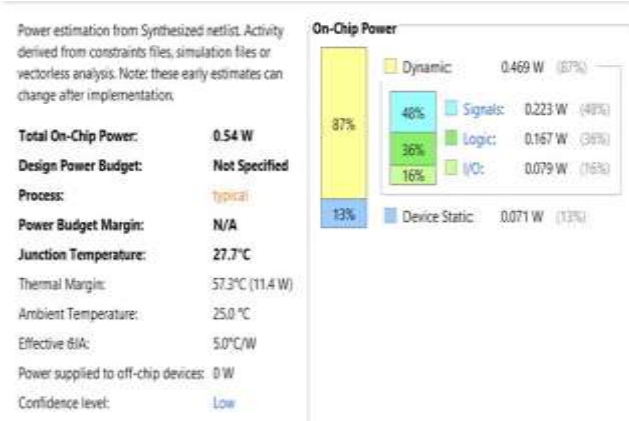 Power estimation from Synthesized netlist. Activity
derived from constraints files, simulation files or
vectorless analysis. Note: these early estimates can
change after implementation.
Total On-Chip Power: 0.54 W
Design Power Budget: Not Specified
Process: typical
Power Budget Margin: N/A
Junction Temperature: 27.7°C
Thermal Margin: 57.3°C (11.4 W)
Ambient Temperature: 25.0 °C
Effective θJA: 5.0°C/W
Power supplied to off-chip devices: 0 W
Confidence level: Low
On-Chip Power
87%
13%
Dynamic: 0.469 W (87%)
48% Signals: 0.223 W (48%)
36% Logic: 0.167 W (36%)
16% I/O: 0.079 W (16%)
Device Static: 0.071 W (13%)